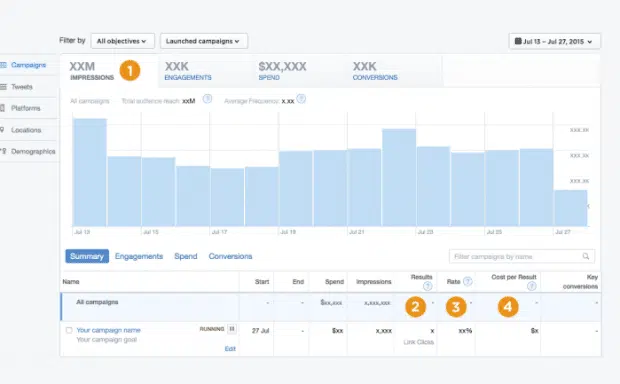 Filter by All objectives Launched campaigns Jul 13 – Jul 27, 2015
Campaigns
Tweets
Platforms
Locations
Demographics
XXM XXK $XX,XXX XXK
IMPRESSIONS 1 ENGAGEMENTS SPEND CONVERSIONS
All campaigns Total audience reach: xxM ? Average Frequency: x.xx ?
XXX.XK
XXX.XK
XXX.XK
Jul 13 Jul 15 Jul 17 Jul 19 Jul 21 Jul 23 Jul 25 Jul 27
Summary Engagements Spend Conversions Filter campaigns by name
Name Start End Spend Impressions Results ? Rate ? Cost per Result ? Key conversions
All campaigns - - $xx,xxx x,xxx,xxx 2 - 3 - 4 - -
Your campaign name RUNNING 27 Jul - $xx x,xxx x xx% $x -
Your campaign goal Link Clicks
Edit